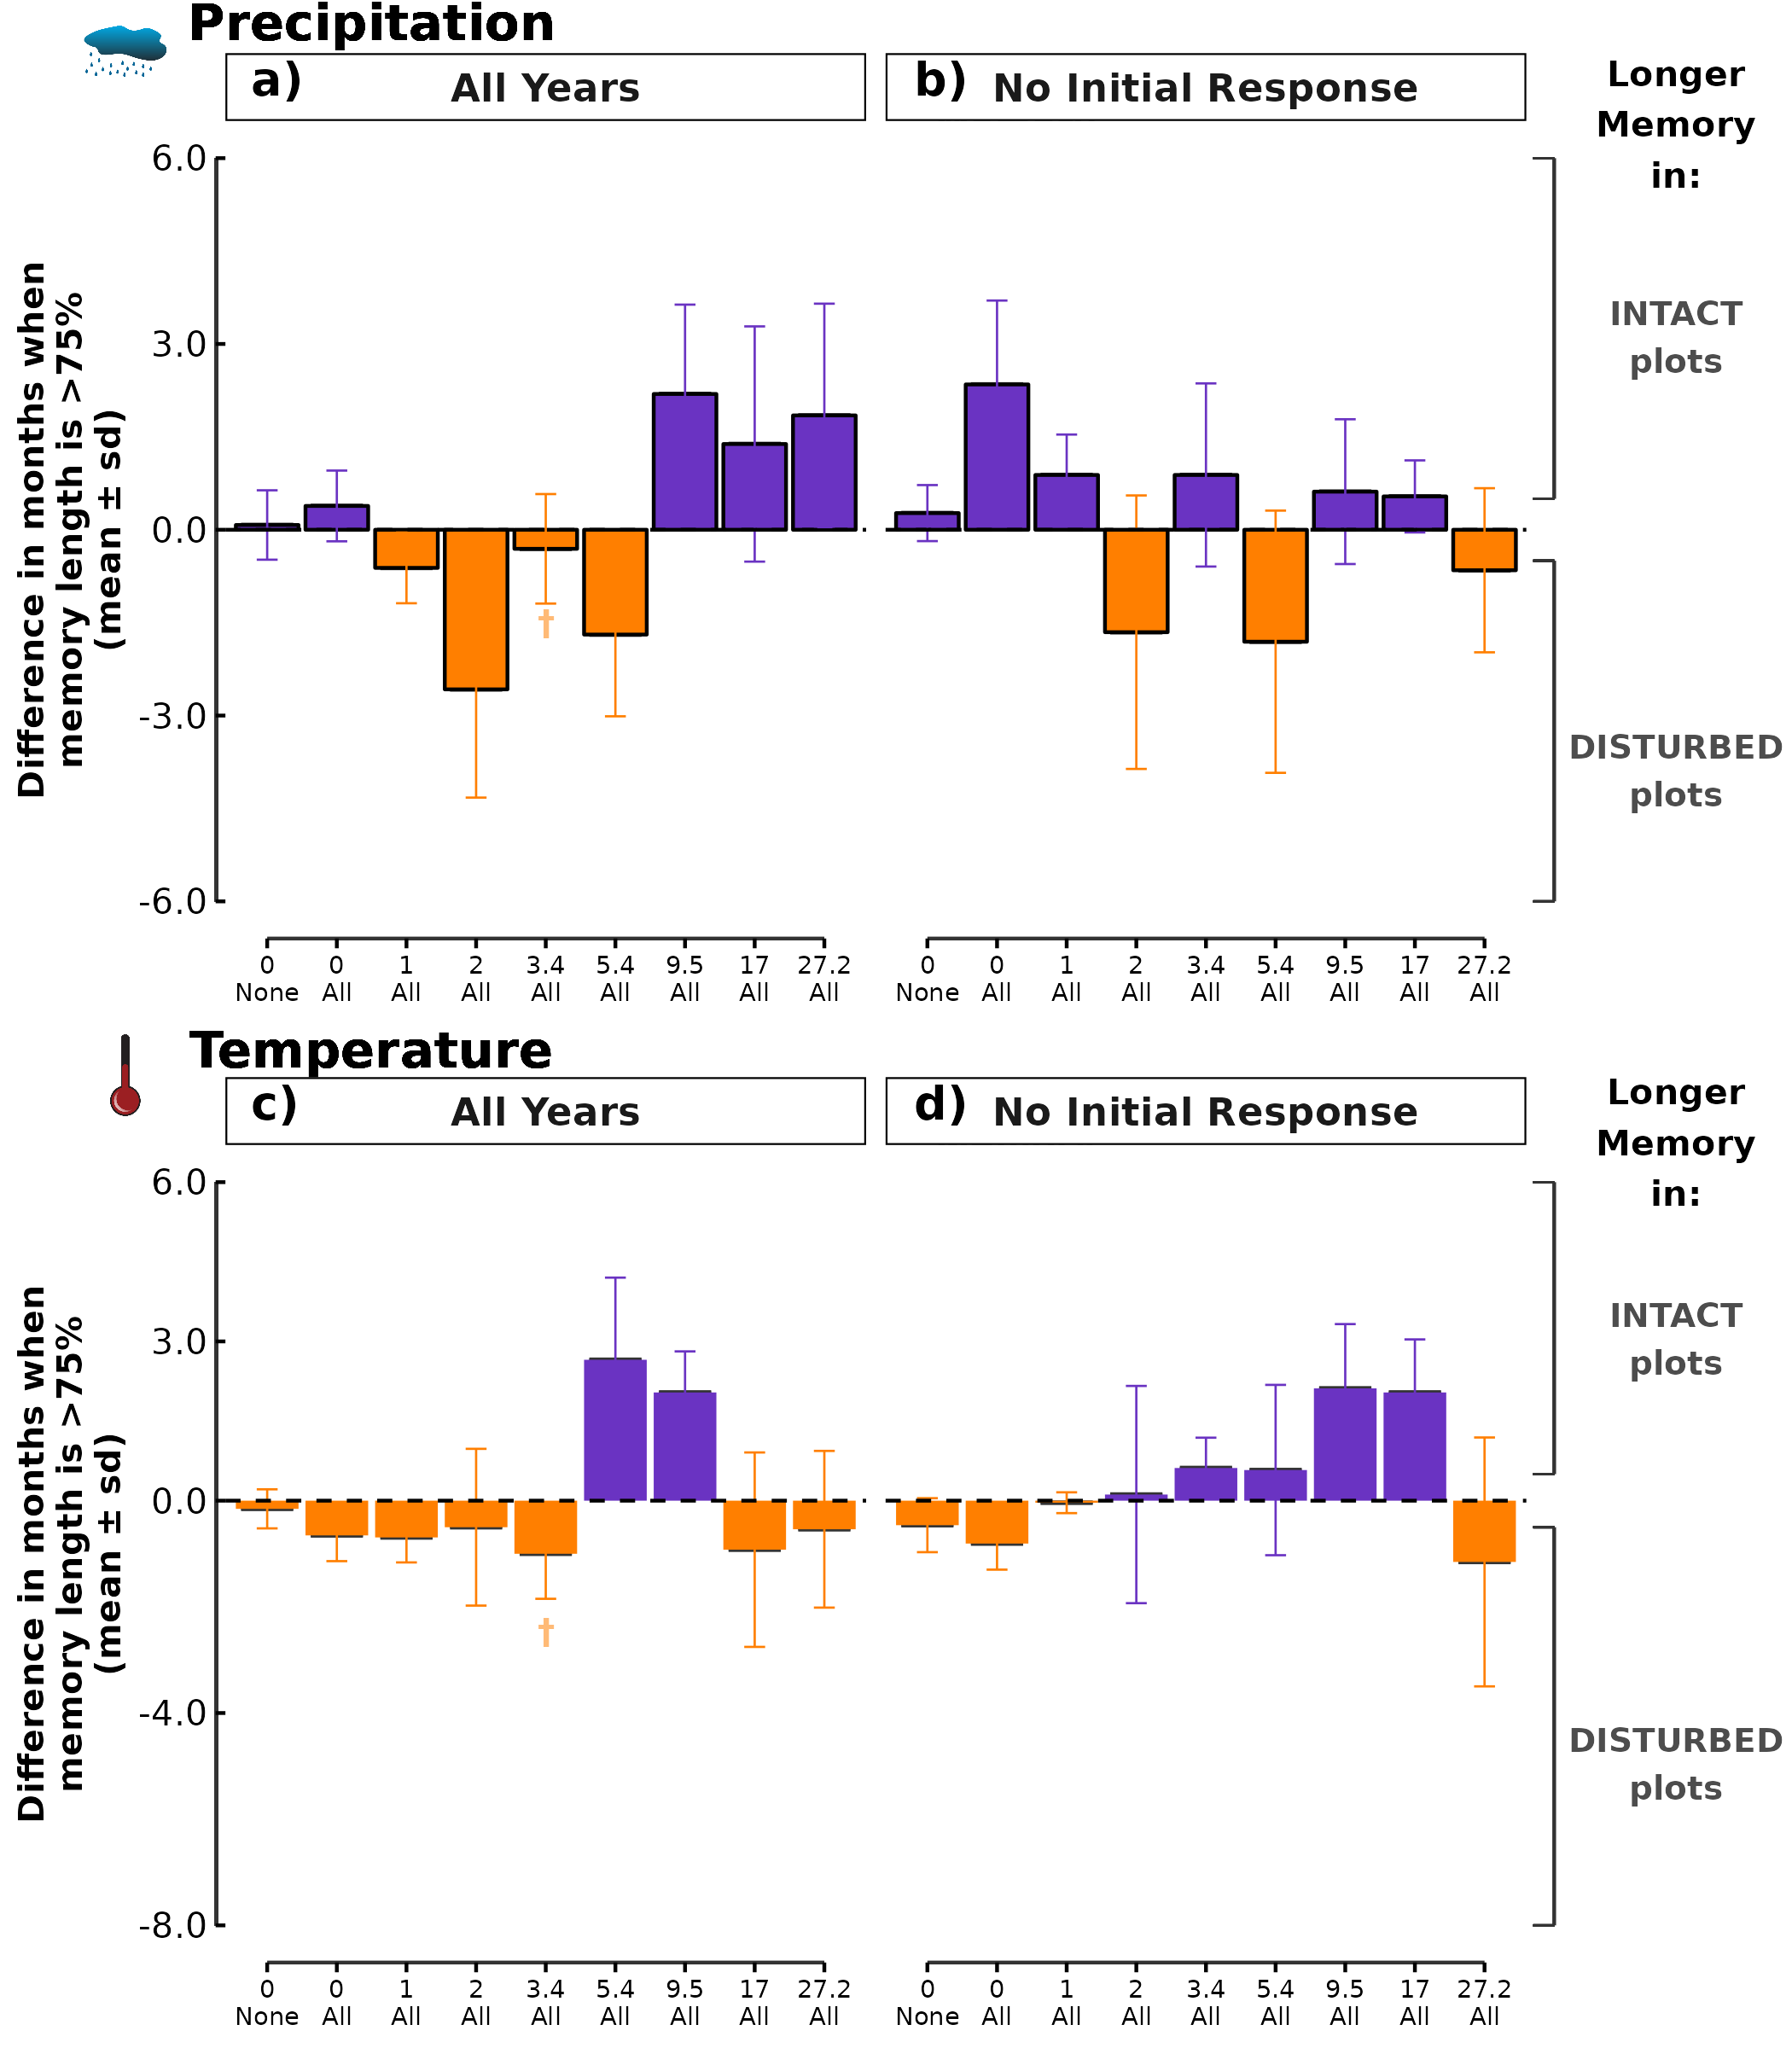 Precipitation
a) All Years
b) No Initial Response
Longer
Memory
in:
INTACT
plots
DISTURBED
plots
Difference in months when
memory length is >75%
(mean ± sd)
6.0
3.0
0.0
-3.0
-6.0
†
0 0 1 2 3.4 5.4 9.5 17 27.2
None All All All All All All All All
0 0 1 2 3.4 5.4 9.5 17 27.2
None All All All All All All All All
Temperature
c) All Years
d) No Initial Response
Longer
Memory
in:
INTACT
plots
DISTURBED
plots
Difference in months when
memory length is >75%
(mean ± sd)
6.0
3.0
0.0
-4.0
-8.0
†
0 0 1 2 3.4 5.4 9.5 17 27.2
None All All All All All All All All
0 0 1 2 3.4 5.4 9.5 17 27.2
None All All All All All All All All